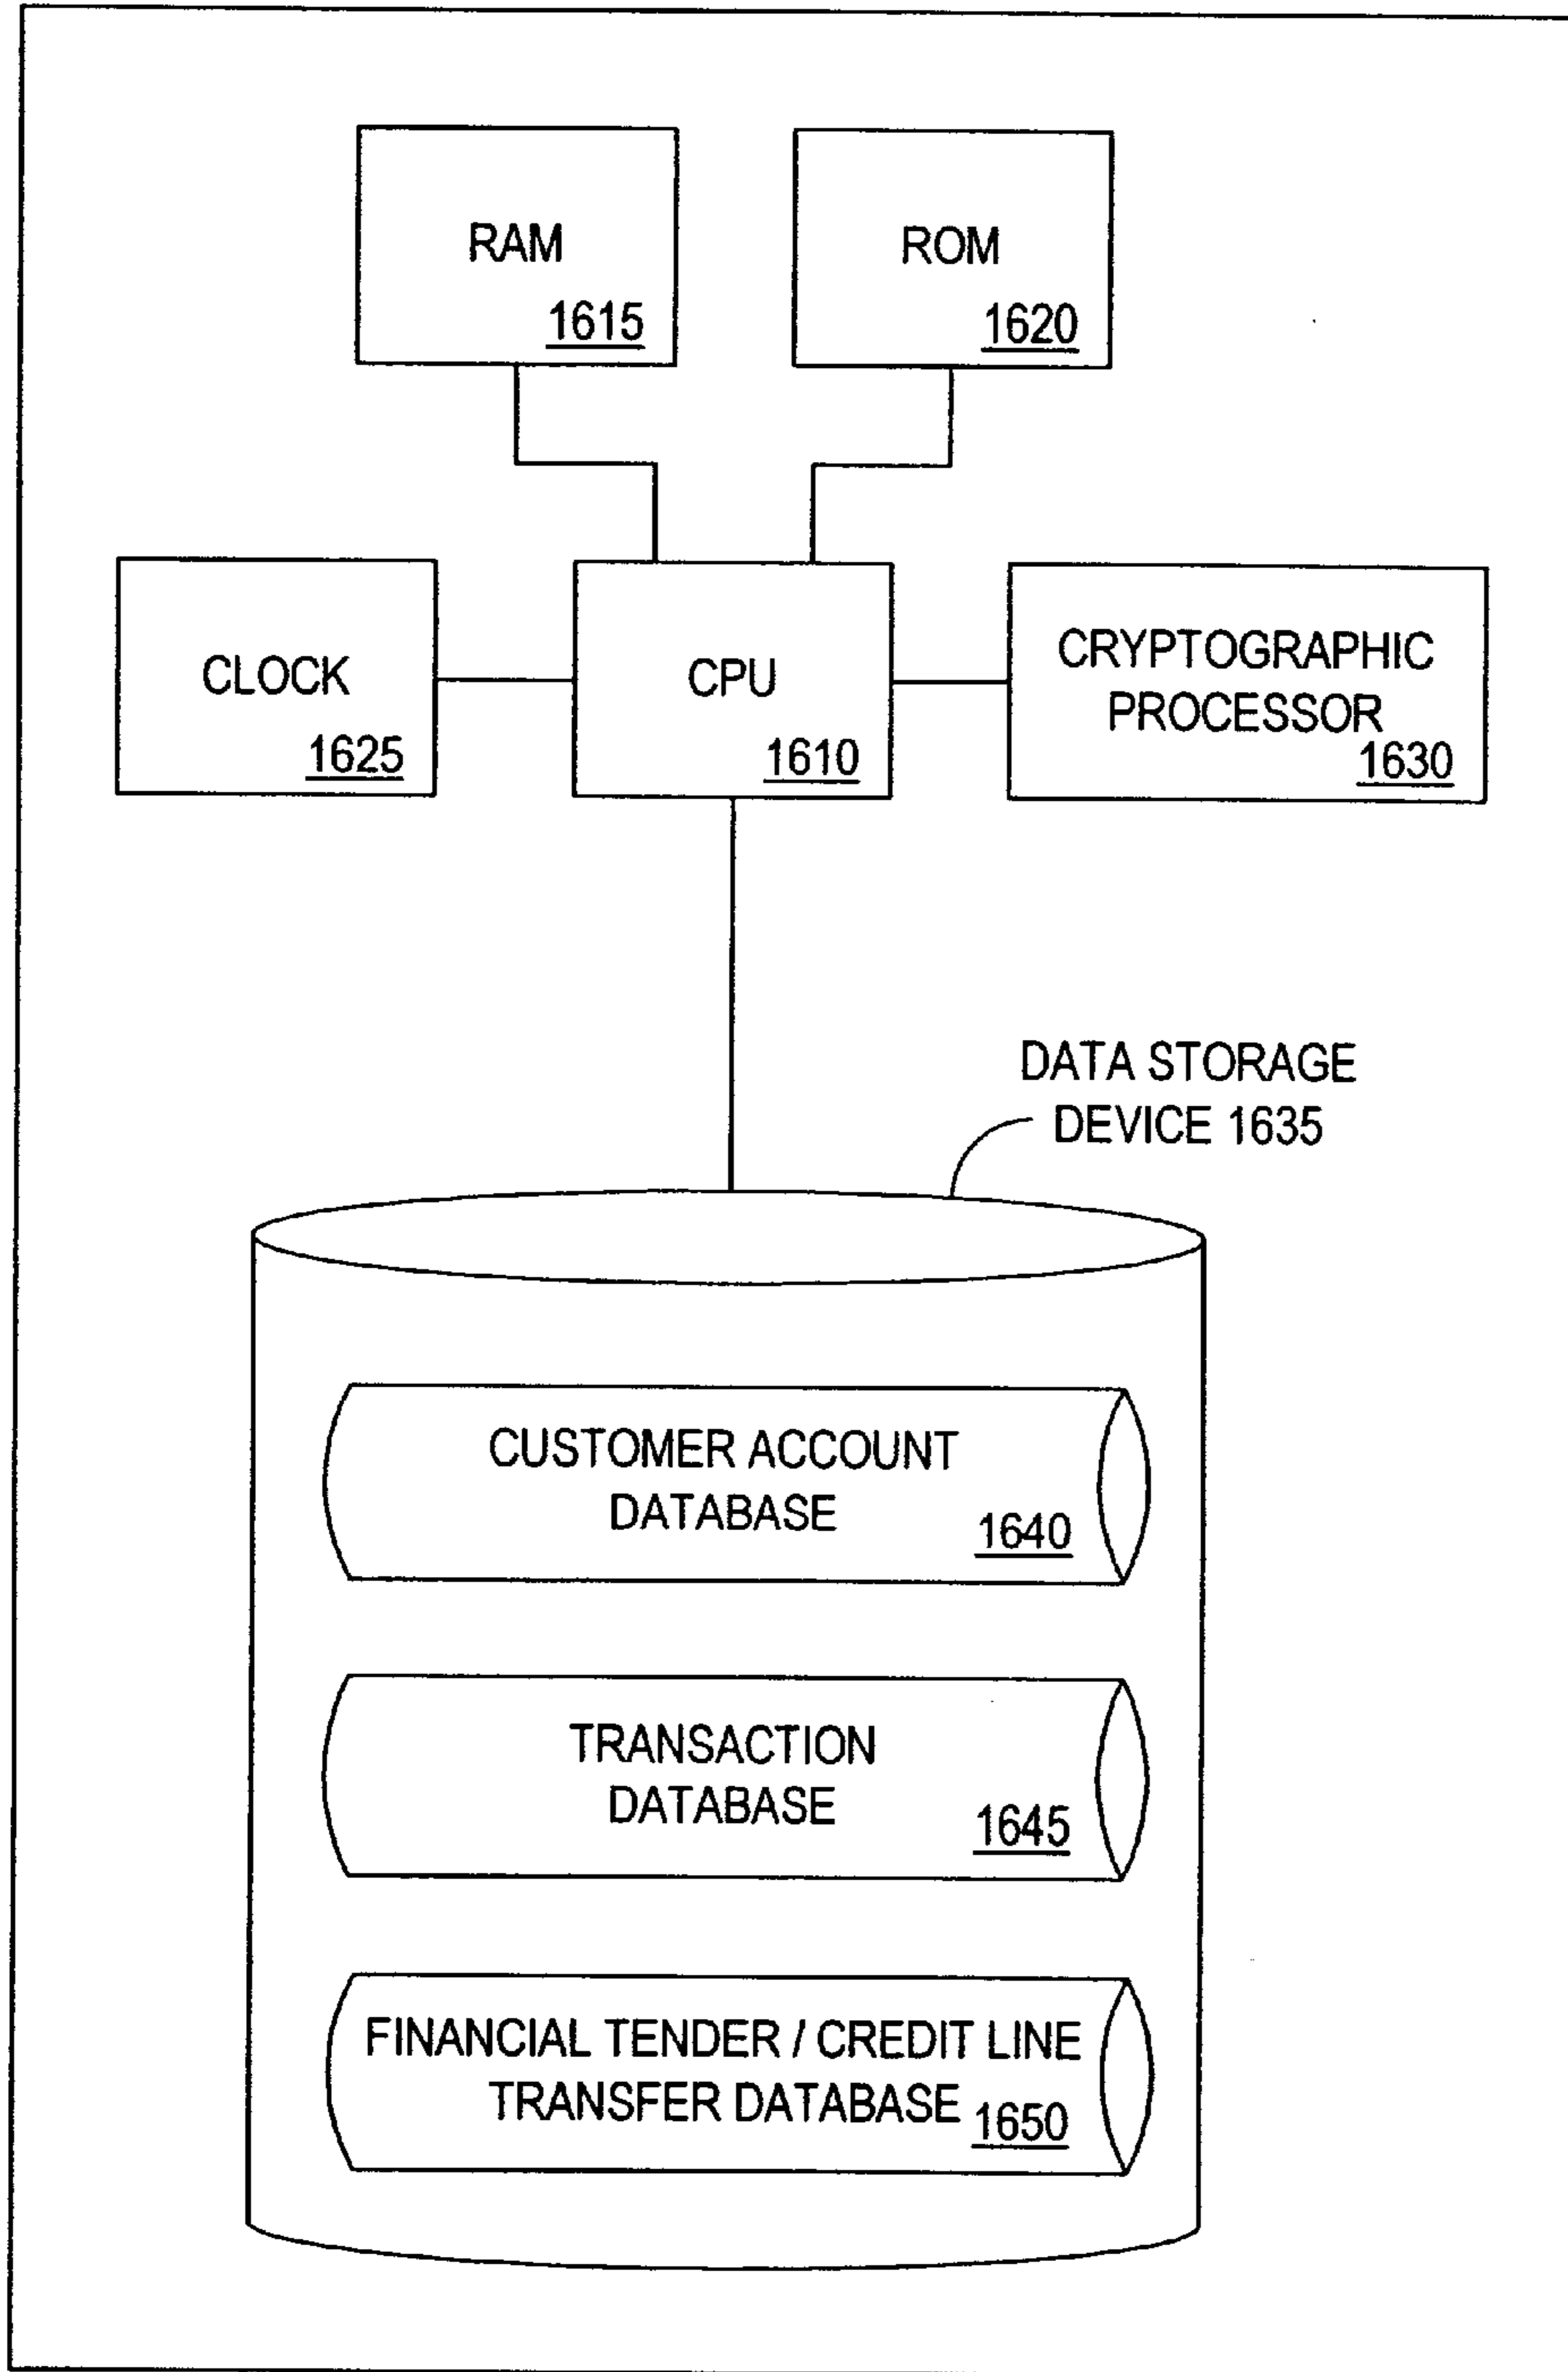 RAM
1615
ROM
1620
CLOCK
1625
CPU
1610
CRYPTOGRAPHIC
PROCESSOR
1630
DATA STORAGE
DEVICE 1635
CUSTOMER ACCOUNT
DATABASE
1640
TRANSACTION
DATABASE
1645
FINANCIAL TENDER / CREDIT LINE
TRANSFER DATABASE
1650